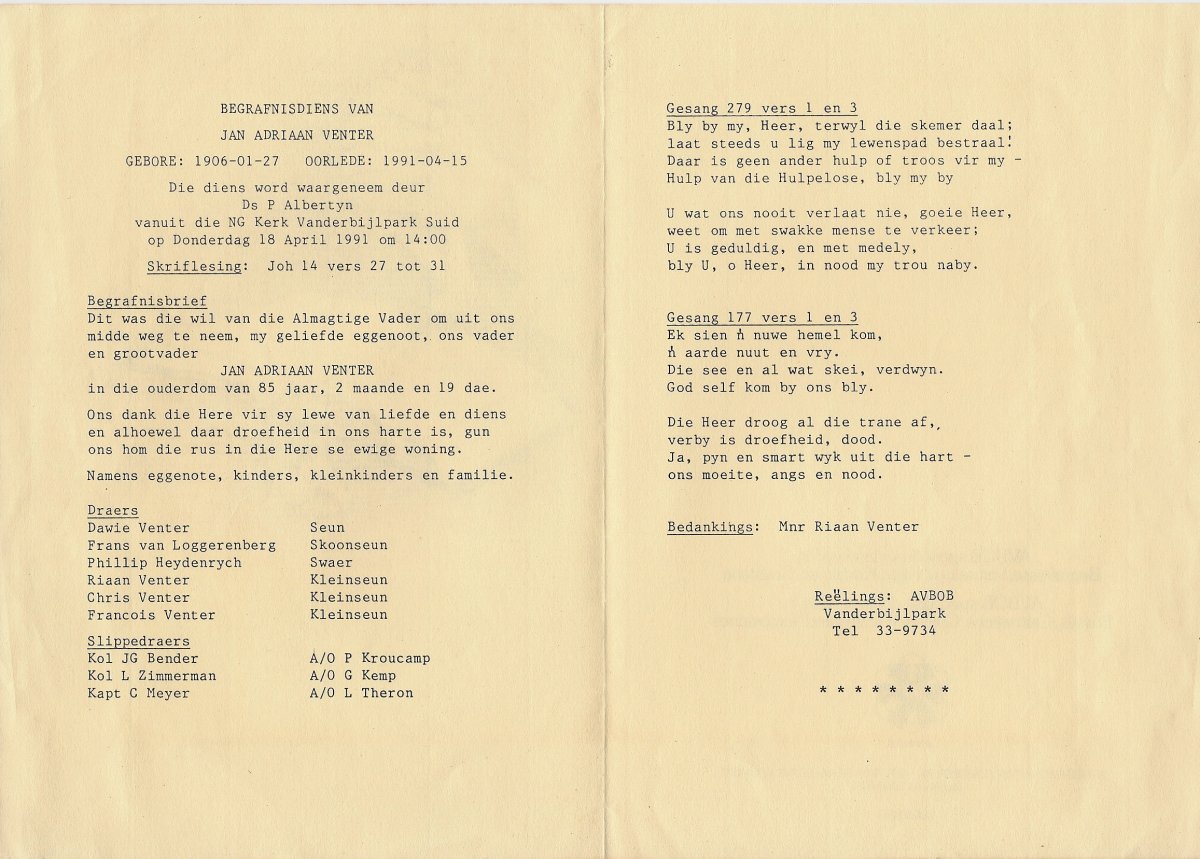 BEGRAFNISDIENS VAN
JAN ADRIAAN VENTER
GEBORE: 1906-01-27 OORLEDE: 1991-04-15
Die diens word waargeneem deur
Ds P Albertyn
vanuit die NG Kerk Vanderbijlpark Suid
op Donderdag 18 April 1991 om 14:00
Skriflesing: Joh 14 vers 27 tot 31
Begrafnisbrief
Dit was die wil van die Almagtige Vader om uit ons
midde weg te neem, my geliefde eggenoot, ons vader
en grootvader
JAN ADRIAAN VENTER
in die ouderdom van 85 jaar, 2 maande en 19 dae.
Ons dank die Here vir sy lewe van liefde en diens
en alhoewel daar droefheid in ons harte is, gun
ons hom die rus in die Here se ewige woning.
Namens eggenote, kinders, kleinkinders en familie.
Draers
Dawie Venter Seun
Frans van Loggerenberg Skoonseun
Phillip Heydenrych Swaer
Riaan Venter Kleinseun
Chris Venter Kleinseun
Francois Venter Kleinseun
Slippedraers
Kol JG Bender A/O P Kroucamp
Kol L Zimmerman A/O G Kemp
Kapt C Meyer A/O L Theron
Gesang 279 vers 1 en 3
Bly by my, Heer, terwyl die skemer daal;
laat steeds u lig my lewenspad bestraal!
Daar is geen ander hulp of troos vir my -
Hulp van die Hulpelose, bly my by
U wat ons nooit verlaat nie, goeie Heer,
weet om met swakke mense te verkeer;
U is geduldig, en met medely,
bly U, o Heer, in nood my trou naby.
Gesang 177 vers 1 en 3
Ek sien 'n nuwe hemel kom,
'n aarde nuut en vry.
Die see en al wat skei, verdwyn.
God self kom by ons bly.
Die Heer droog al die trane af,
verby is droefheid, dood.
Ja, pyn en smart wyk uit die hart -
ons moeite, angs en nood.
Bedankings: Mnr Riaan Venter
Reëlings: AVBOB
Vanderbijlpark
Tel 33-9734
* * * * * * * *